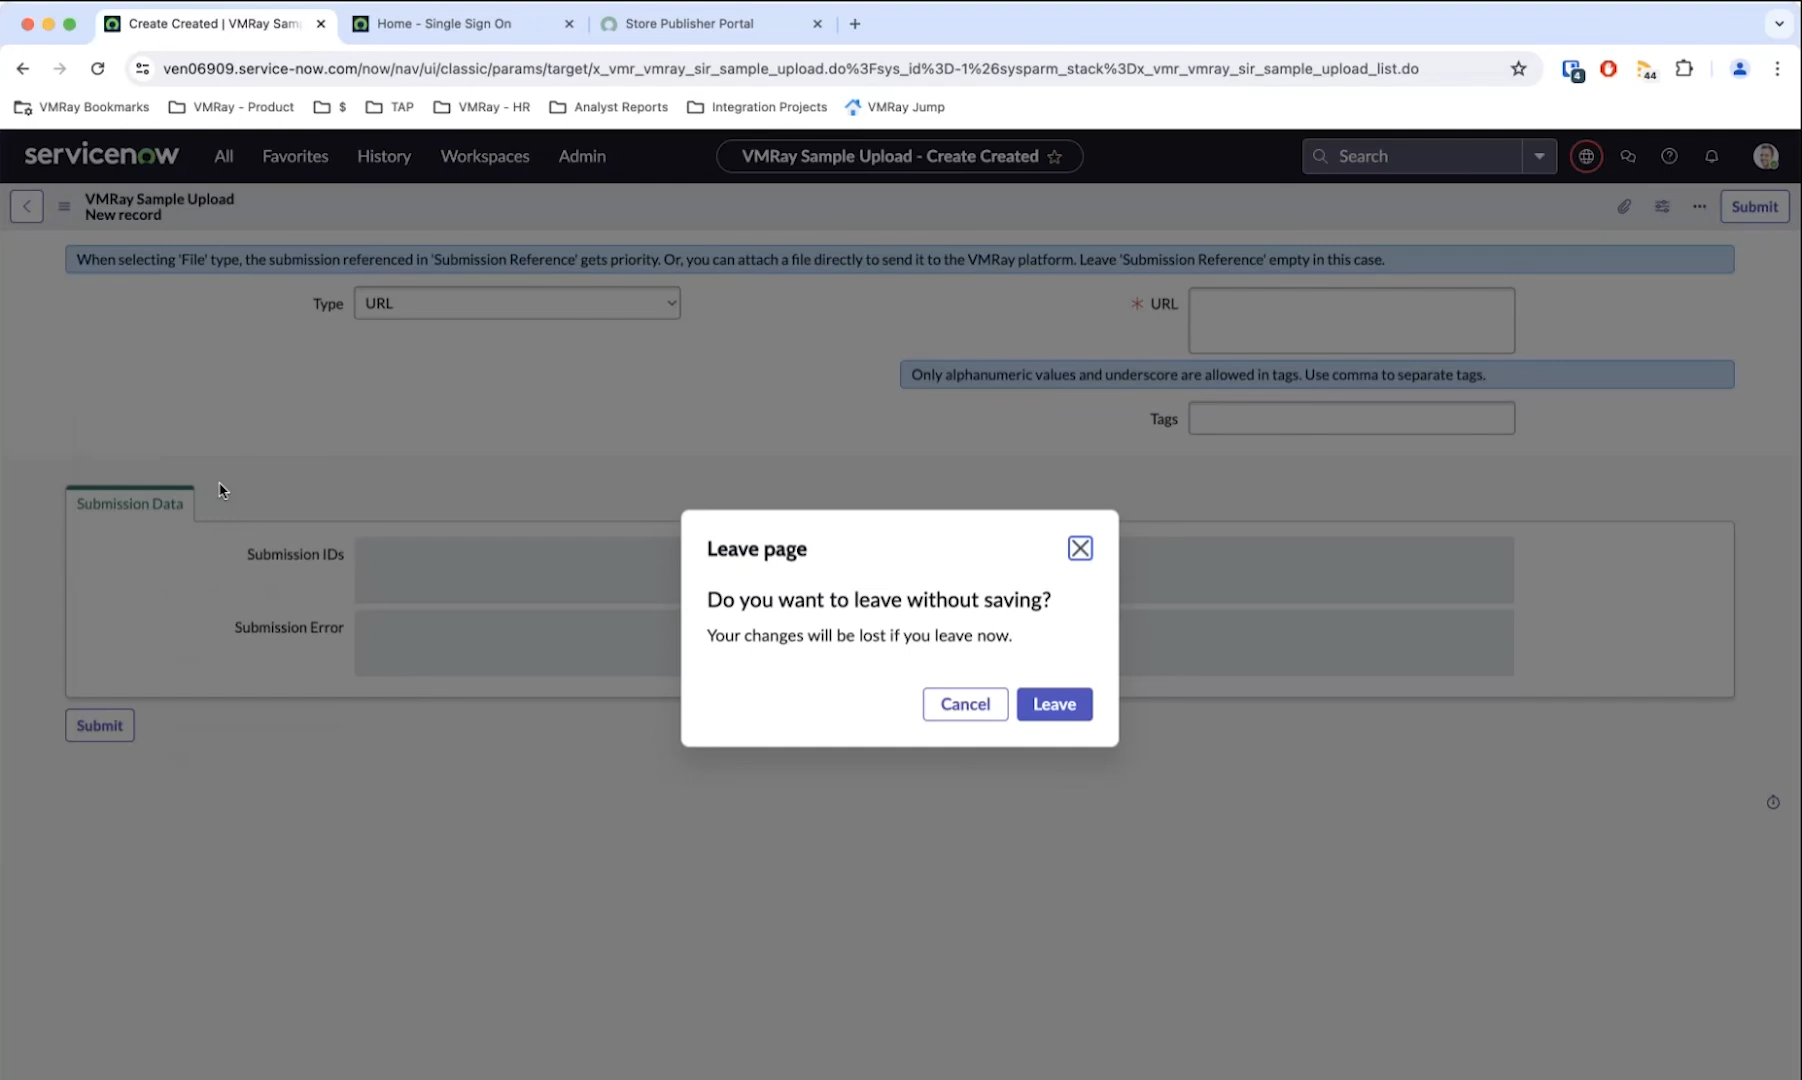 Create Created | VMRay Sam
Home - Single Sign On
Store Publisher Portal
ven06909.service-now.com/now/nav/ui/classic/params/target/x_vmr_vmray_sir_sample_upload.do%3Fsys_id%3D-1%26sysparm_stack%3Dx_vmr_vmray_sir_sample_upload_list.do
4
44
VMRay Bookmarks
VMRay - Product
$
TAP
VMRay - HR
Analyst Reports
Integration Projects
VMRay Jump
servicenow
All
Favorites
History
Workspaces
Admin
VMRay Sample Upload - Create Created
Search
VMRay Sample Upload
New record
Submit
When selecting 'File' type, the submission referenced in 'Submission Reference' gets priority. Or, you can attach a file directly to send it to the VMRay platform. Leave 'Submission Reference' empty in this case.
Type
URL
* URL
Only alphanumeric values and underscore are allowed in tags. Use comma to separate tags.
Tags
Submission Data
Submission IDs
Submission Error
Leave page
Do you want to leave without saving?
Your changes will be lost if you leave now.
Cancel
Leave
Submit